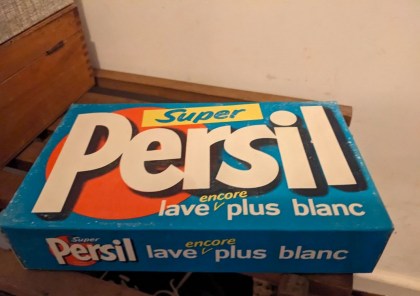 Super
Persil
lave encore plus blanc
Super
Persil
lave encore plus blanc